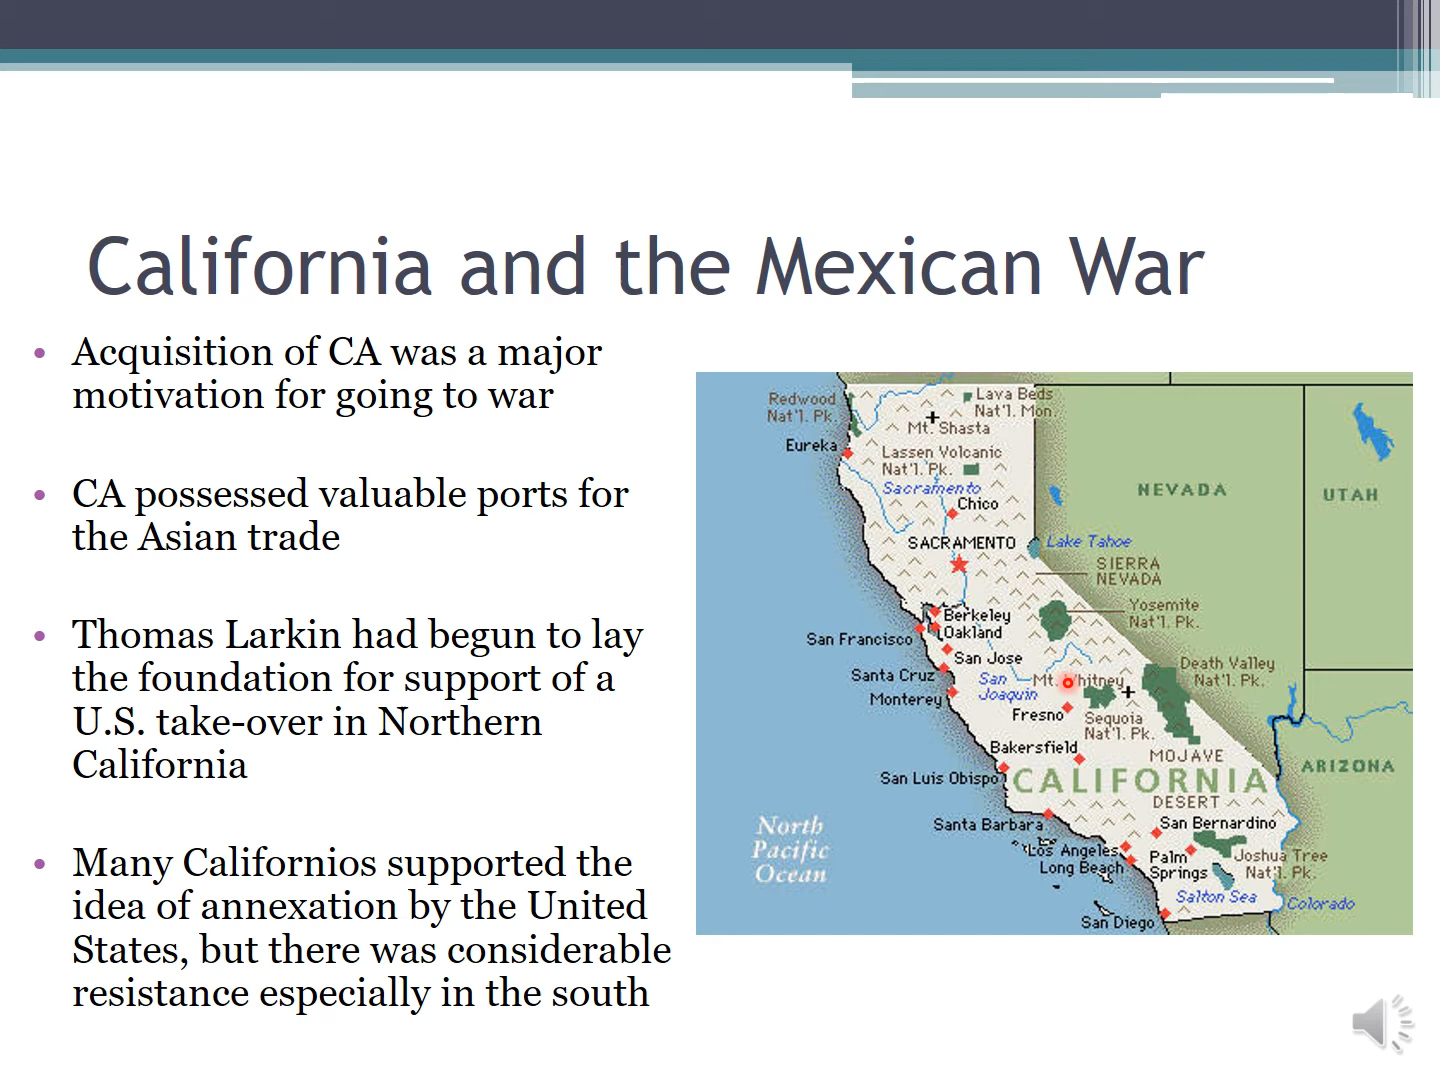 California and the Mexican War
• Acquisition of CA was a major
motivation for going to war
• CA possessed valuable ports for
the Asian trade
• Thomas Larkin had begun to lay
the foundation for support of a
U.S. take-over in Northern
California
• Many Californios supported the
idea of annexation by the United
States, but there was considerable
resistance especially in the south
Redwood
Nat'l. Pk.
Lava Beds
Nat'l. Mon.
Mt. Shasta
Eureka
Lassen Volcanic
Nat'l. Pk.
Sacramento
Chico
NEVADA
UTAH
SACRAMENTO
Lake Tahoe
SIERRA
NEVADA
Yosemite
Nat'l. Pk.
Berkeley
Oakland
San Francisco
San Jose
Santa Cruz
Monterey
San
Joaquin
Mt. Whitney
Death Valley
Nat'l. Pk.
Fresno
Sequoia
Nat'l. Pk.
Bakersfield
MOJAVE
San Luis Obispo
CALIFORNIA
ARIZONA
DESERT
Santa Barbara
San Bernardino
North
Pacific
Ocean
Los Angeles
Long Beach
Palm
Springs
Joshua Tree
Nat'l. Pk.
Salton Sea
Colorado
San Diego